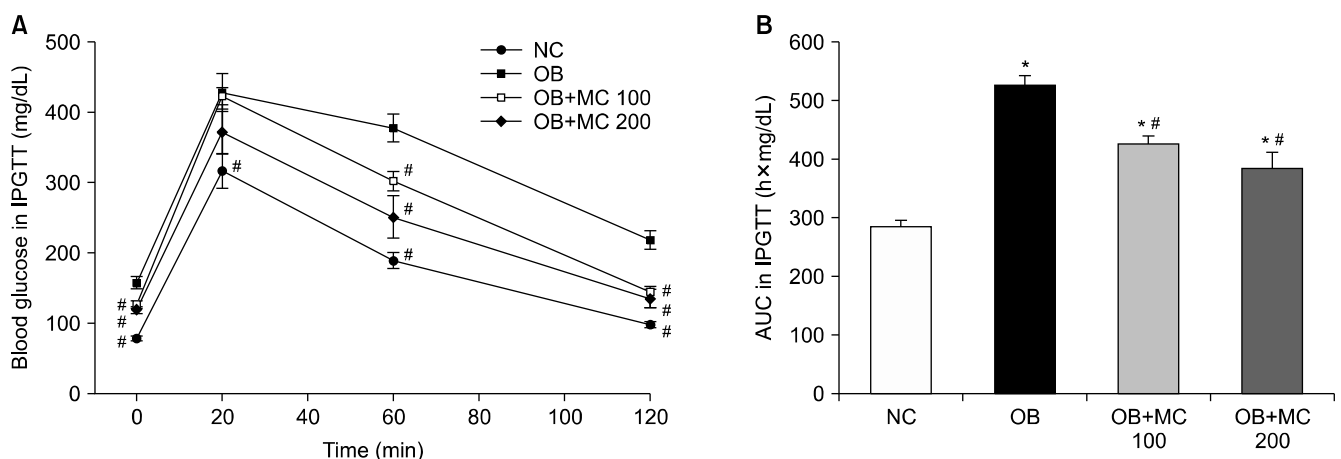 A
Blood glucose in IPGTT (mg/dL)
500
400
300
200
100
0
NC
OB
OB+MC 100
OB+MC 200
#
#
#
#
#
#
#
#
#
#
0
20
40
60
80
100
120
Time (min)
B
AUC in IPGTT (h×mg/dL)
600
500
400
300
200
100
0
*
* #
* #
NC
OB
OB+MC
100
OB+MC
200